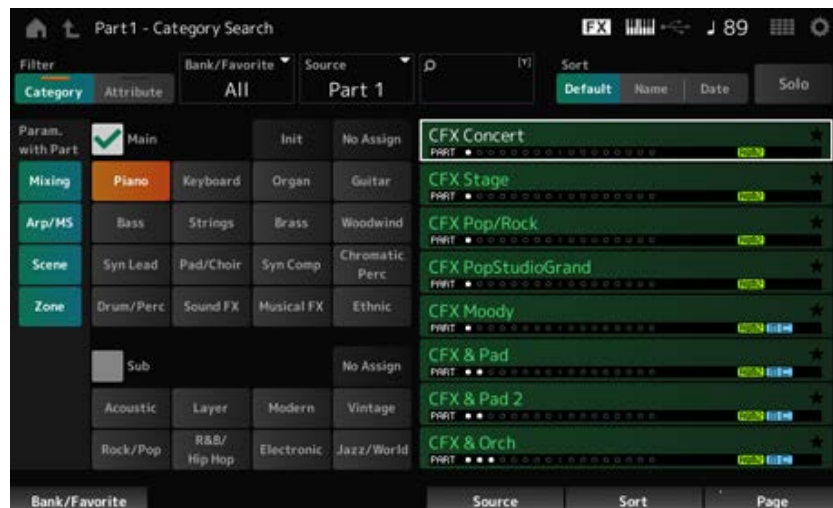 Part1 - Category Search FX 89
Filter Bank/Favorite Source [Y] Sort
Category Attribute All Part 1 Default Name Date Solo
Param. with Part
Main Init No Assign
Mixing Piano Keyboard Organ Guitar
Arp/MS Bass Strings Brass Woodwind
Scene Syn Lead Pad/Choir Syn Comp Chromatic Perc
Zone Drum/Perc Sound FX Musical FX Ethnic
Sub No Assign
Acoustic Layer Modern Vintage
Rock/Pop R&B/ Hip Hop Electronic Jazz/World
CFX Concert
PART
CFX Stage
PART
CFX Pop/Rock
PART
CFX PopStudioGrand
PART
CFX Moody
PART
CFX & Pad
PART
CFX & Pad 2
PART
CFX & Orch
PART
Bank/Favorite Source Sort Page